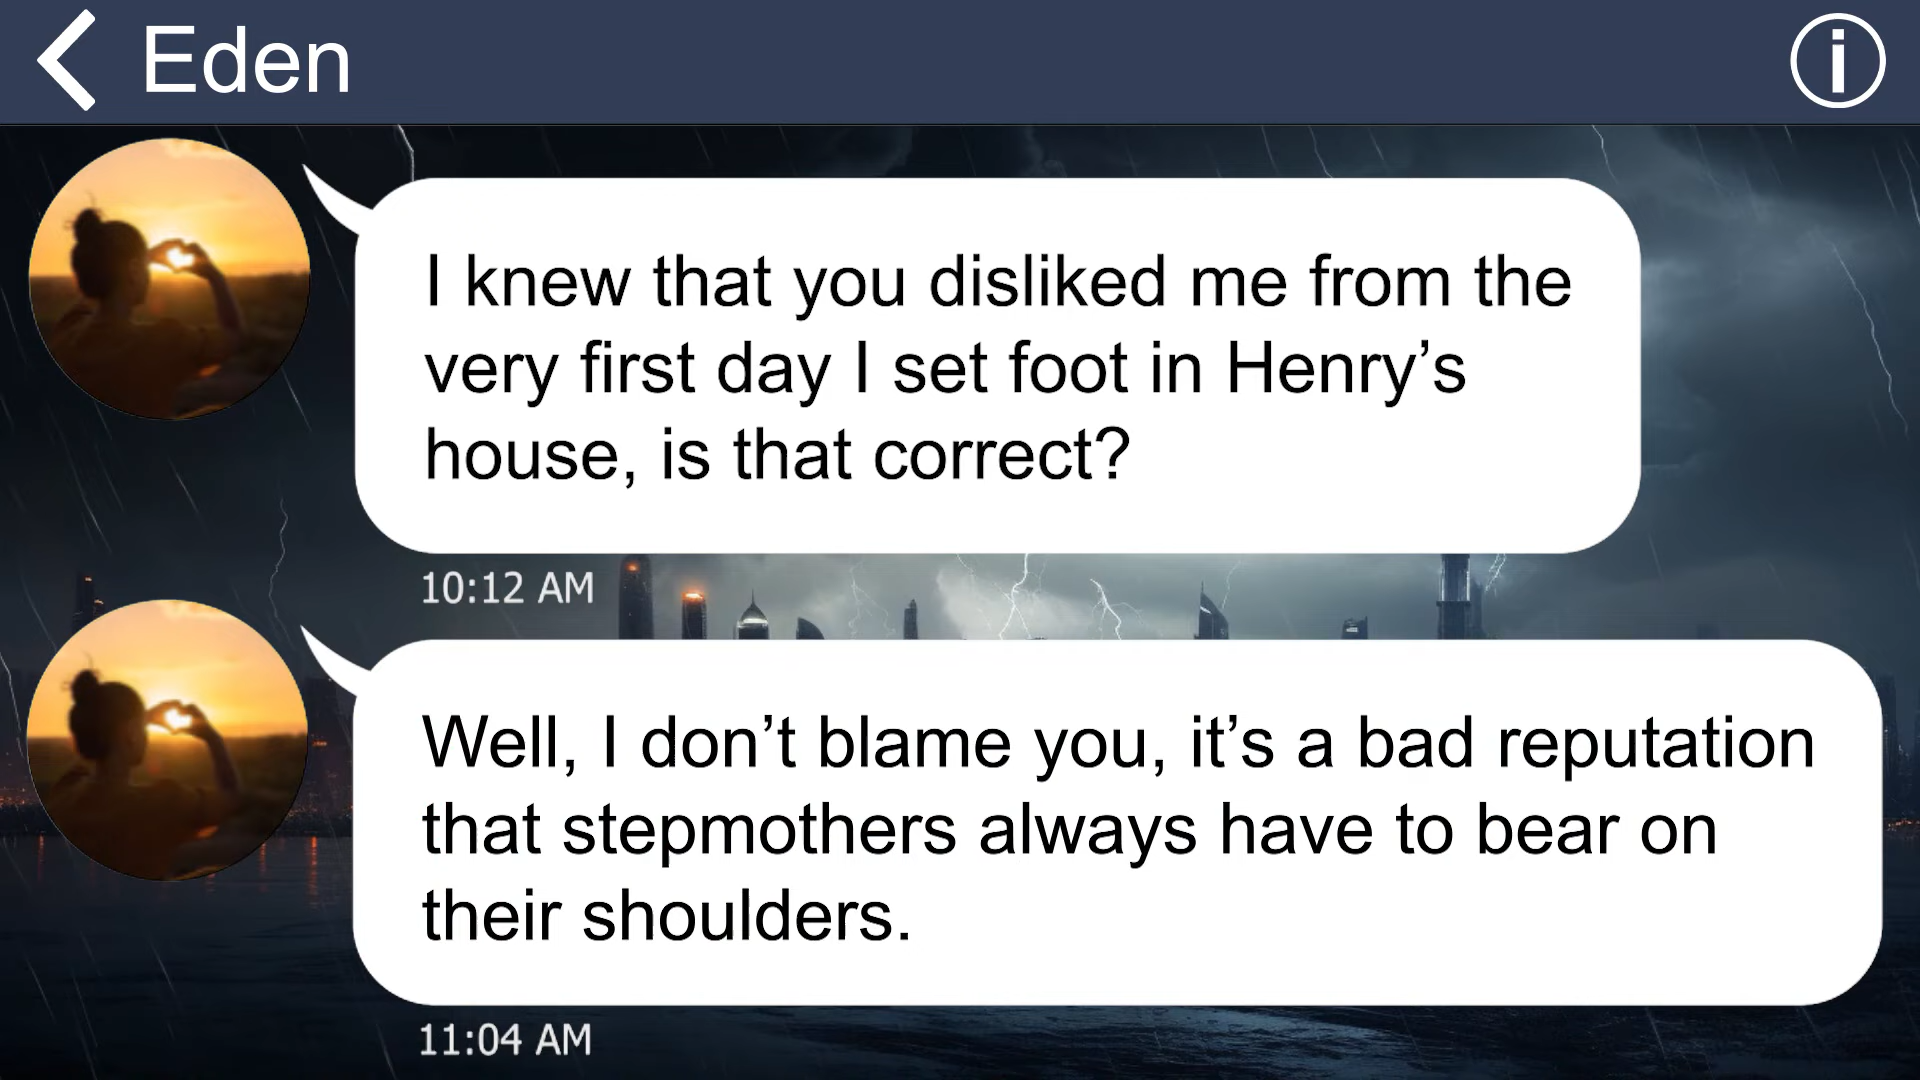 Eden
I knew that you disliked me from the
very first day I set foot in Henry’s
house, is that correct?
10:12 AM
Well, I don’t blame you, it’s a bad reputation
that stepmothers always have to bear on
their shoulders.
11:04 AM